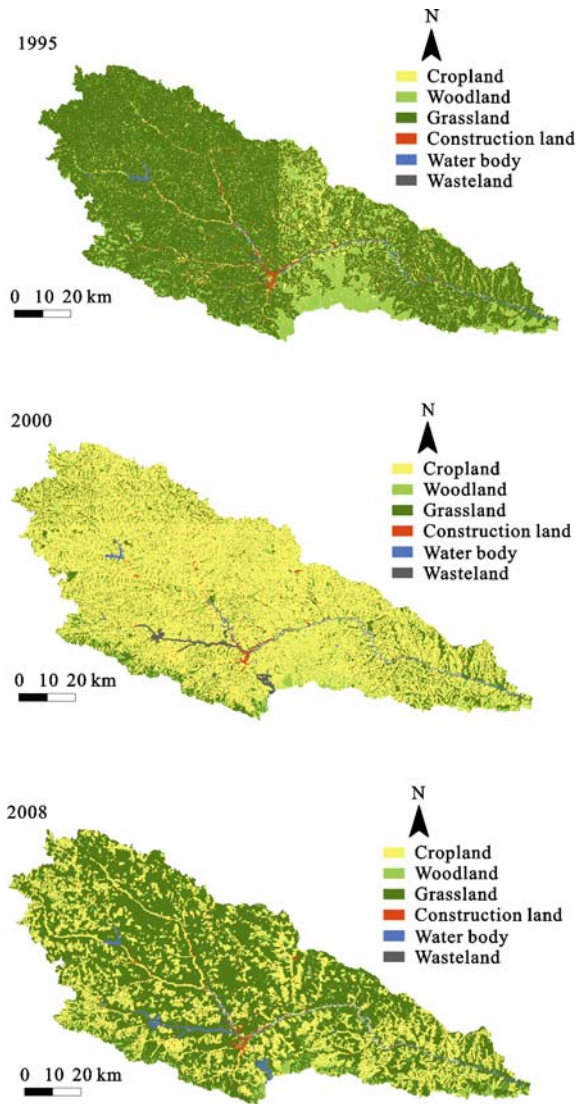 N
1995
Cropland
Woodland
Grassland
Construction land
Water body
Wasteland
0 10 20 km
N
2000
Cropland
Woodland
Grassland
Construction land
Water body
Wasteland
0 10 20 km
N
2008
Cropland
Woodland
Grassland
Construction land
Water body
Wasteland
0 10 20 km